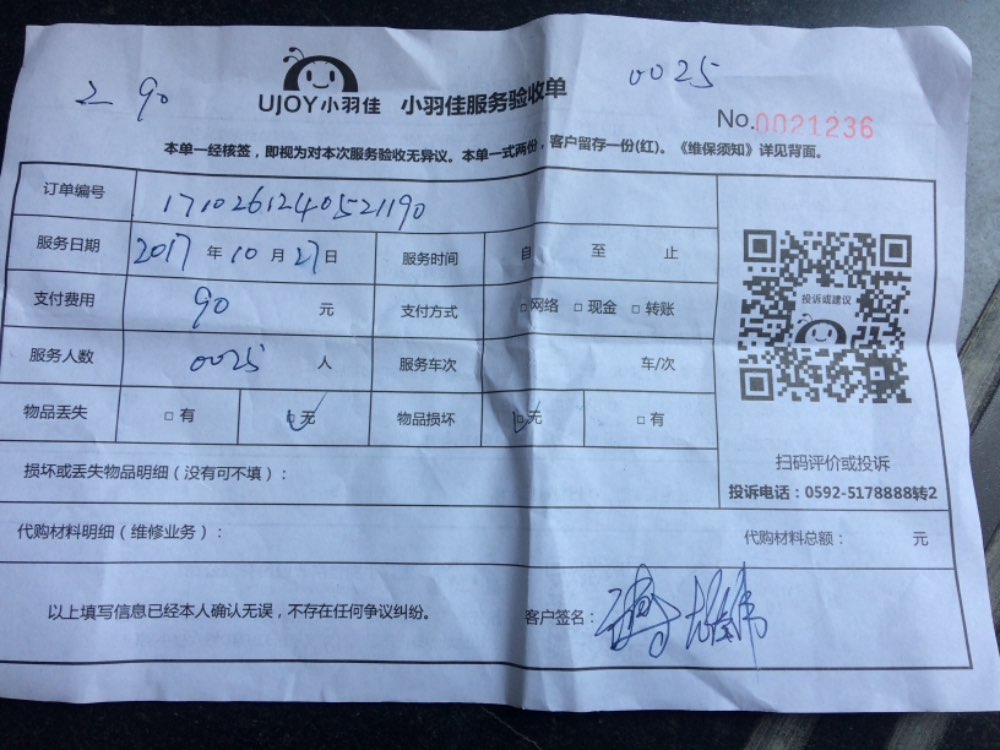 2 90
0025
UJOY小羽佳 小羽佳服务验收单
No.0021236
本单一经核签，即视为对本次服务验收无异议。本单一式两份，客户留存一份(红)。《维保须知》详见背面。
订单编号 1710261240521190
服务日期 2017 年 10 月 27 日 服务时间 自 至 止
支付费用 90 元 支付方式 □网络 □现金 □转账
服务人数 0025 人 服务车次 车/次
物品丢失 □有 □无 物品损坏 □无 □有
投诉或建议
扫码评价或投诉
投诉电话：0592-5178888转2
损坏或丢失物品明细（没有可不填）：
代购材料明细（维修业务）： 代购材料总额： 元
以上填写信息已经本人确认无误，不存在任何争议纠纷。 客户签名：